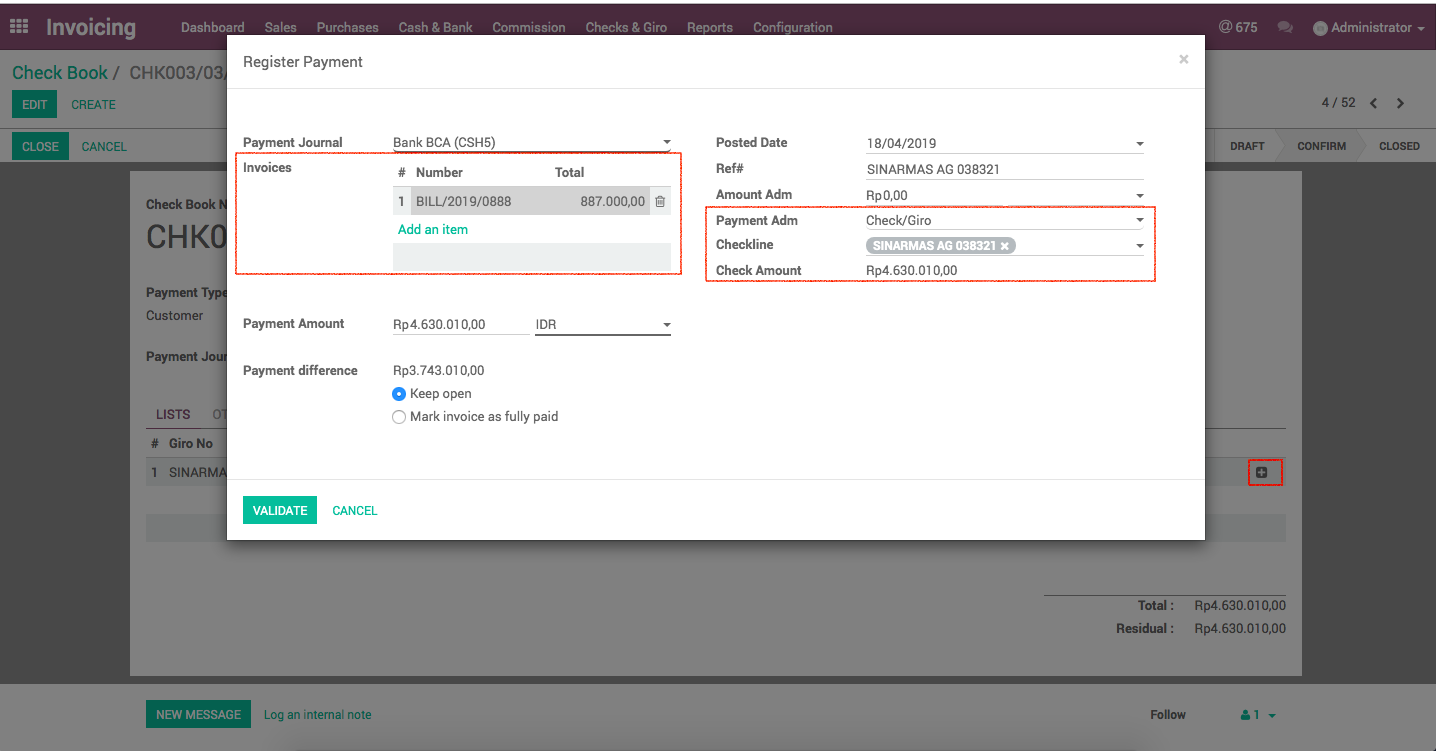 Invoicing Dashboard Sales Purchases Cash & Bank Commission Checks & Giro Reports Configuration @ 675 Administrator
Check Book / CHK003/03/
EDIT CREATE 4 / 52
CLOSE CANCEL DRAFT CONFIRM CLOSED
Register Payment ×
Payment Journal Bank BCA (CSH5) Posted Date 18/04/2019
Invoices Ref# SINARMAS AG 038321
# Number Total
1 BILL/2019/0888 887.000,00
Add an item
Amount Adm Rp0,00
Payment Adm Check/Giro
Checkline SINARMAS AG 038321 ×
Check Amount Rp4.630.010,00
Payment Amount Rp4.630.010,00 IDR
Payment difference Rp3.743.010,00
Keep open
Mark invoice as fully paid
VALIDATE CANCEL
Check Book N
CHK0
Payment Type
Customer
Payment Jour
LISTS OT
# Giro No
1 SINARMA
Total : Rp4.630.010,00
Residual : Rp4.630.010,00
NEW MESSAGE Log an internal note Follow 1